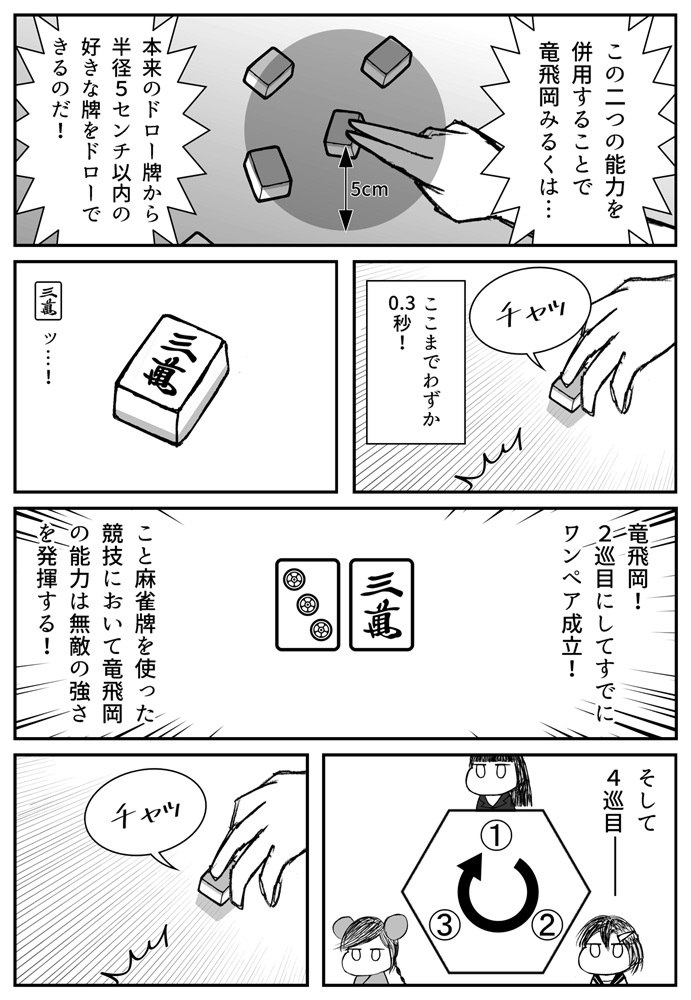 この二つの能力を
併用することで
竜飛岡みるくは…
5cm
本来のドロー牌から
半径5センチ以内の
好きな牌をドローで
きるのだ！
チャッ
ここまでわずか
0.3
秒！
三萬
三萬
ッ…！
竜飛岡！
2巡目にしてすでに
ワンペア成立！
三萬
こと麻雀牌を使った
競技において竜飛岡
の能力は無敵の強さ
を発揮する！
そして
4巡目――
①
②
③
チャッ